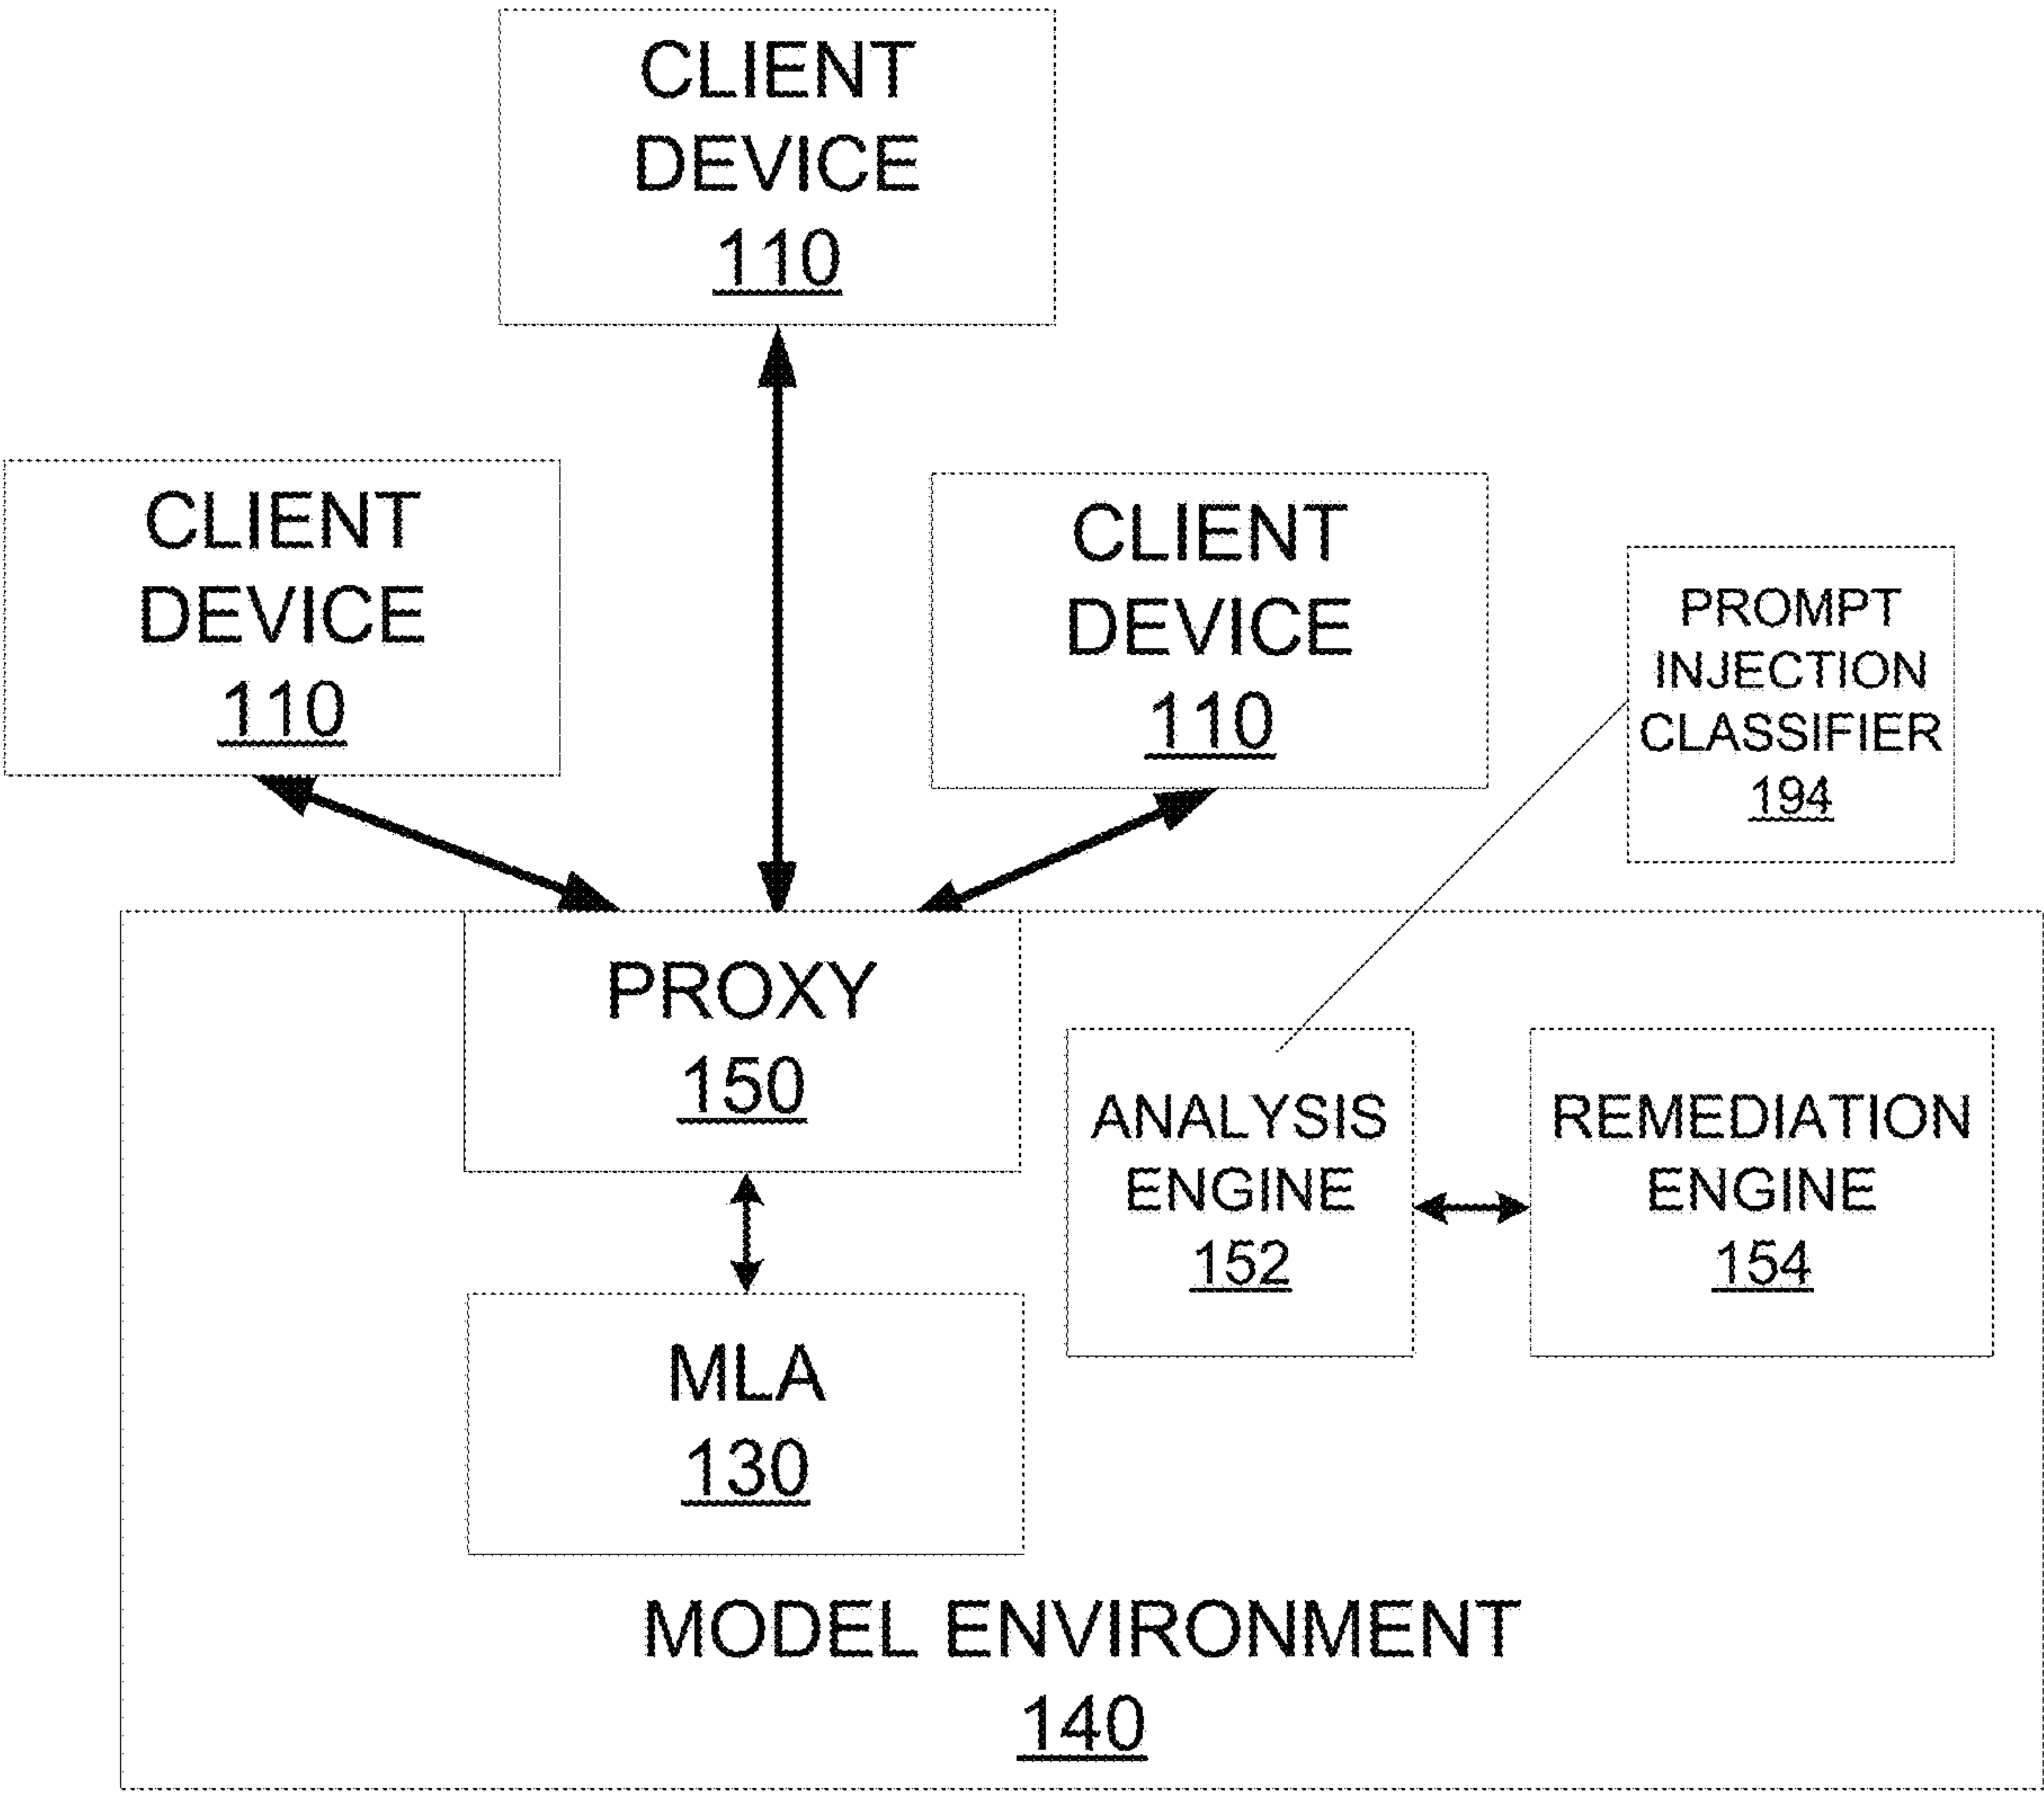 CLIENT
DEVICE
110
CLIENT
DEVICE
110
CLIENT
DEVICE
110
PROMPT
INJECTION
CLASSIFIER
194
PROXY
150
ANALYSIS
ENGINE
152
REMEDIATION
ENGINE
154
MLA
130
MODEL ENVIRONMENT
140